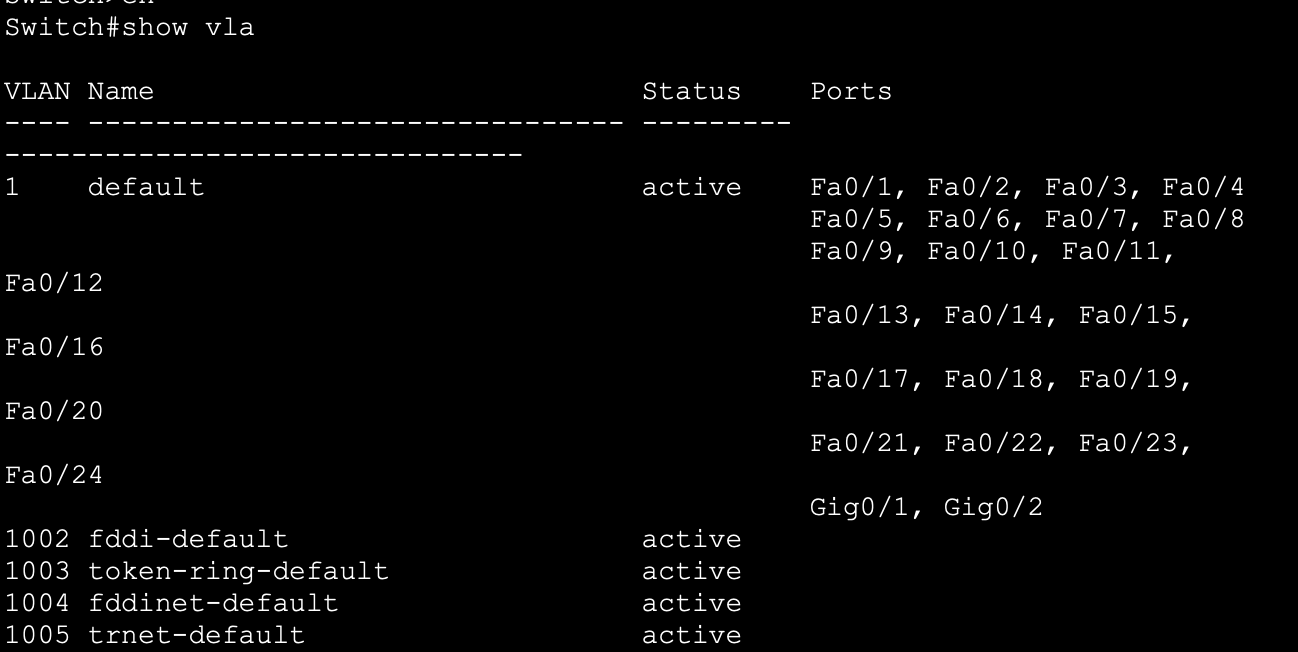 Switch>en
Switch#show vla
VLAN Name                             Status    Ports
---- -------------------------------- ---------
-------------------------------
1    default                          active    Fa0/1, Fa0/2, Fa0/3, Fa0/4
                                                Fa0/5, Fa0/6, Fa0/7, Fa0/8
                                                Fa0/9, Fa0/10, Fa0/11,
Fa0/12
                                                Fa0/13, Fa0/14, Fa0/15,
Fa0/16
                                                Fa0/17, Fa0/18, Fa0/19,
Fa0/20
                                                Fa0/21, Fa0/22, Fa0/23,
Fa0/24
                                                Gig0/1, Gig0/2
1002 fddi-default                     active
1003 token-ring-default               active
1004 fddinet-default                  active
1005 trnet-default                    active